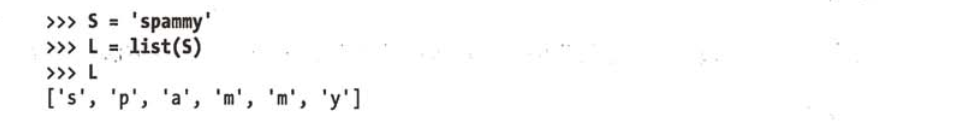 >>> S = 'spammy'
>>> L = list(S)
>>> L
['s', 'p', 'a', 'm', 'm', 'y']